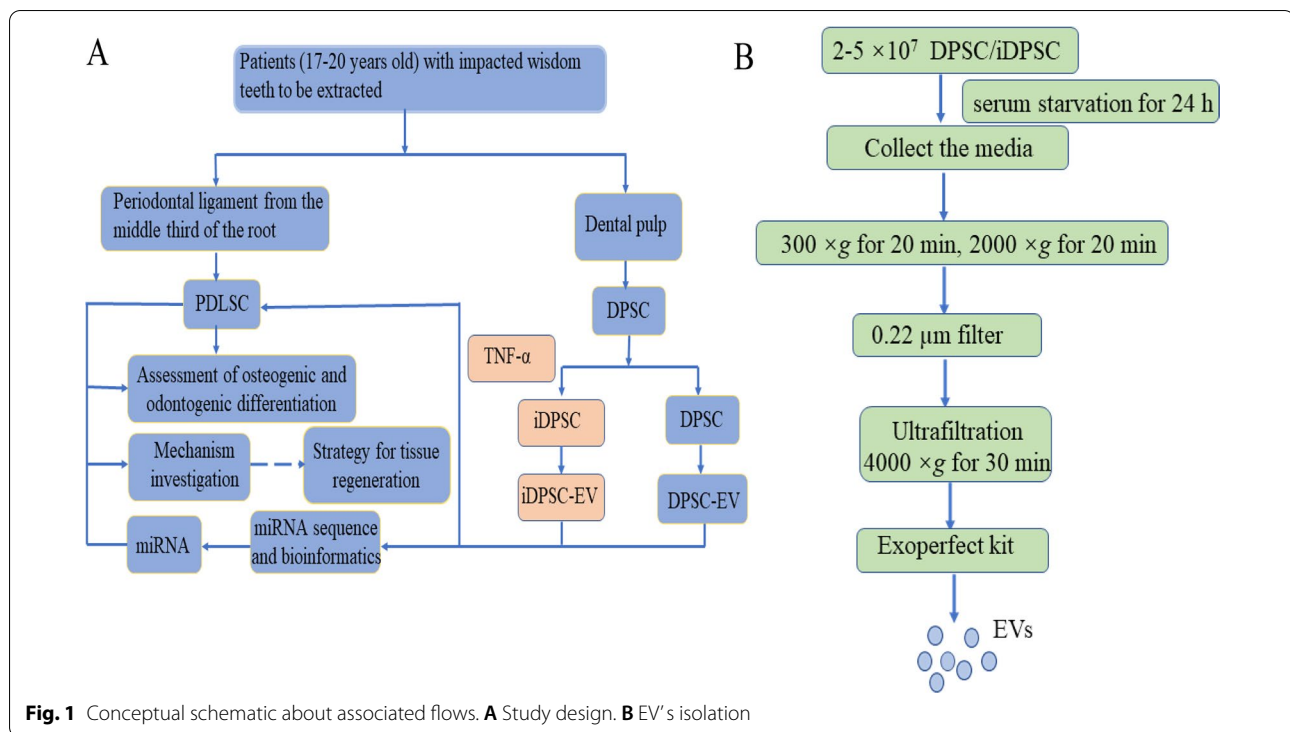 A
Patients (17-20 years old) with impacted wisdom
teeth to be extracted
Periodontal ligament from the
middle third of the root
Dental pulp
PDLSC
DPSC
TNF-α
Assessment of osteogenic and
odontogenic differentiation
iDPSC
DPSC
Mechanism
investigation
Strategy for tissue
regeneration
iDPSC-EV
DPSC-EV
miRNA
miRNA sequence
and bioinformatics
B
2-5 ×10⁷ DPSC/iDPSC
serum starvation for 24 h
Collect the media
300 ×g for 20 min, 2000 ×g for 20 min
0.22 μm filter
Ultrafiltration
4000 ×g for 30 min
Exoperfect kit
EVs
Fig. 1 Conceptual schematic about associated flows. A Study design. B EV's isolation